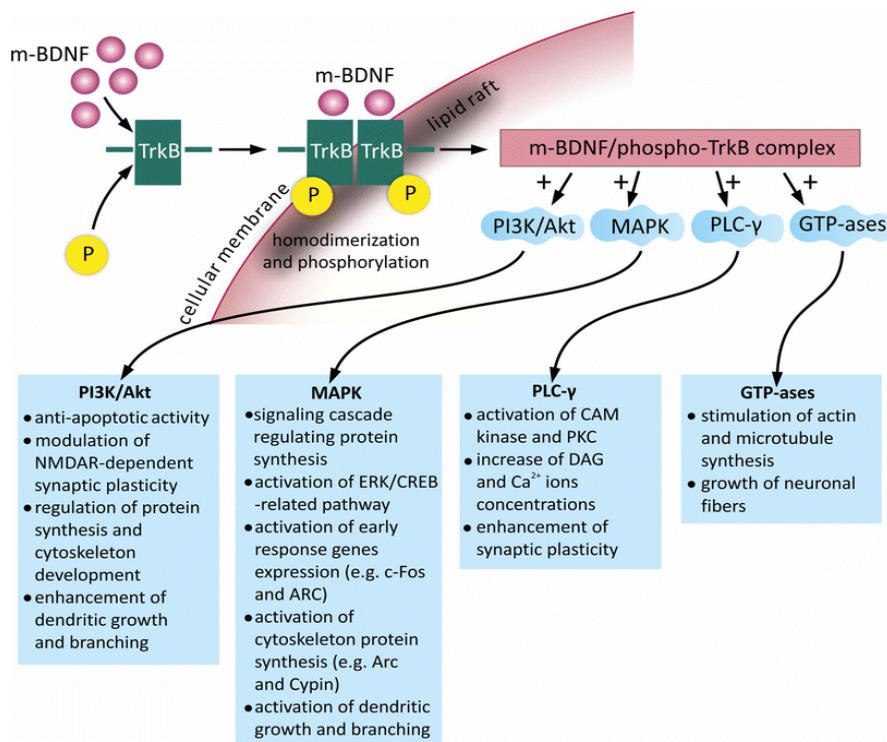 m-BDNF
m-BDNF
lipid raft
TrkB
TrkB
TrkB
m-BDNF/phospho-TrkB complex
P
P
P
+
+
+
+
PI3K/Akt
MAPK
PLC-γ
GTP-ases
cellular membrane
homodimerization
and phosphorylation
PI3K/Akt
● anti-apoptotic activity
● modulation of
NMDAR-dependent
synaptic plasticity
● regulation of protein
synthesis and
cytoskeleton
development
● enhancement of
dendritic growth
and branching
MAPK
● signaling cascade
regulating protein
synthesis
● activation of ERK/CREB
-related pathway
● activation of early
response genes
expression (e.g. c-Fos
and ARC)
● activation of
cytoskeleton protein
synthesis (e.g. Arc
and Cypin)
● activation of dendritic
growth and branching
PLC-γ
● activation of CAM
kinase and PKC
● increase of DAG
and Ca²⁺ ions
concentrations
● enhancement of
synaptic plasticity
GTP-ases
● stimulation of actin
and microtubule
synthesis
● growth of neuronal
fibers